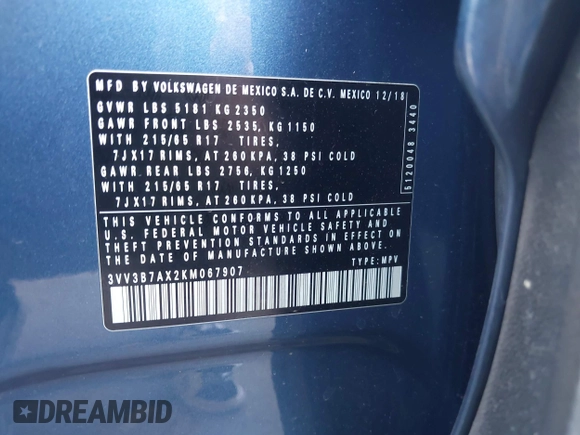 MFD BY VOLKSWAGEN DE MEXICO S.A. DE C.V. MEXICO 12/18
GVWR LBS 5181 KG 2350
GAWR FRONT LBS 2535, KG 1150
WITH 215/65 R17 TIRES,
7JX17 RIMS, AT 260 KPA, 38 PSI COLD
GAWR REAR LBS 2756, KG 1250
WITH 215/65 R17 TIRES,
7JX17 RIMS, AT 260 KPA, 38 PSI COLD
THIS VEHICLE CONFORMS TO ALL APPLICABLE
U.S. FEDERAL MOTOR VEHICLE SAFETY AND
THEFT PREVENTION STANDARDS IN EFFECT ON
THE DATE OF MANUFACTURE SHOWN ABOVE.
3VV3B7AX2KM067907 TYPE: MPV
5120048 3440
DREAMBID